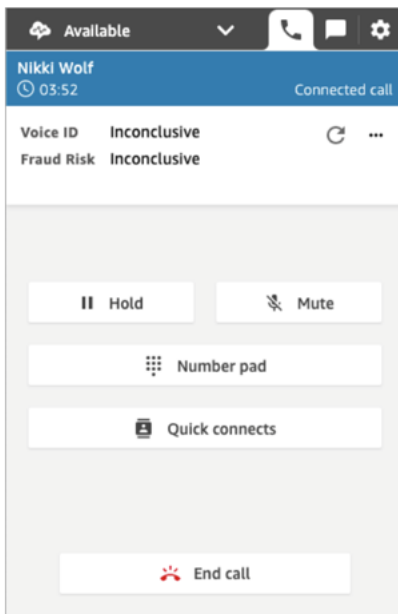 Available
Nikki Wolf
03:52 Connected call
Voice ID Inconclusive
Fraud Risk Inconclusive
Hold Mute
Number pad
Quick connects
End call